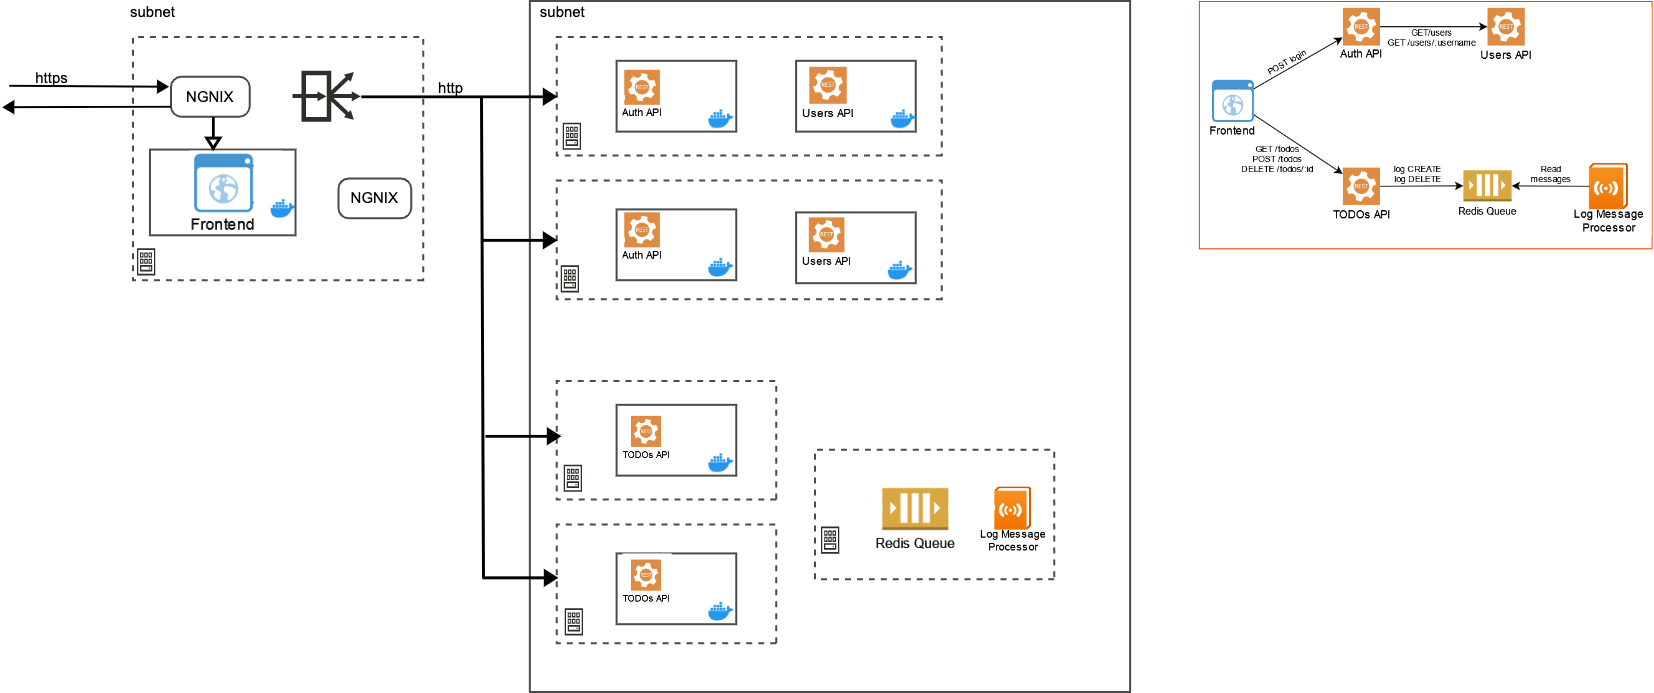 subnet
https
NGNIX
Frontend
NGNIX
http
subnet
REST
Auth API
REST
Users API
REST
Auth API
REST
Users API
REST
TODOs API
REST
TODOs API
Redis Queue
Log Message
Processor
REST
Auth API
GET/users
GET /users/:username
REST
Users API
POST login
Frontend
GET /todos
POST /todos
DELETE /todos/:id
REST
TODOs API
log CREATE
log DELETE
Redis Queue
Read
messages
Log Message
Processor